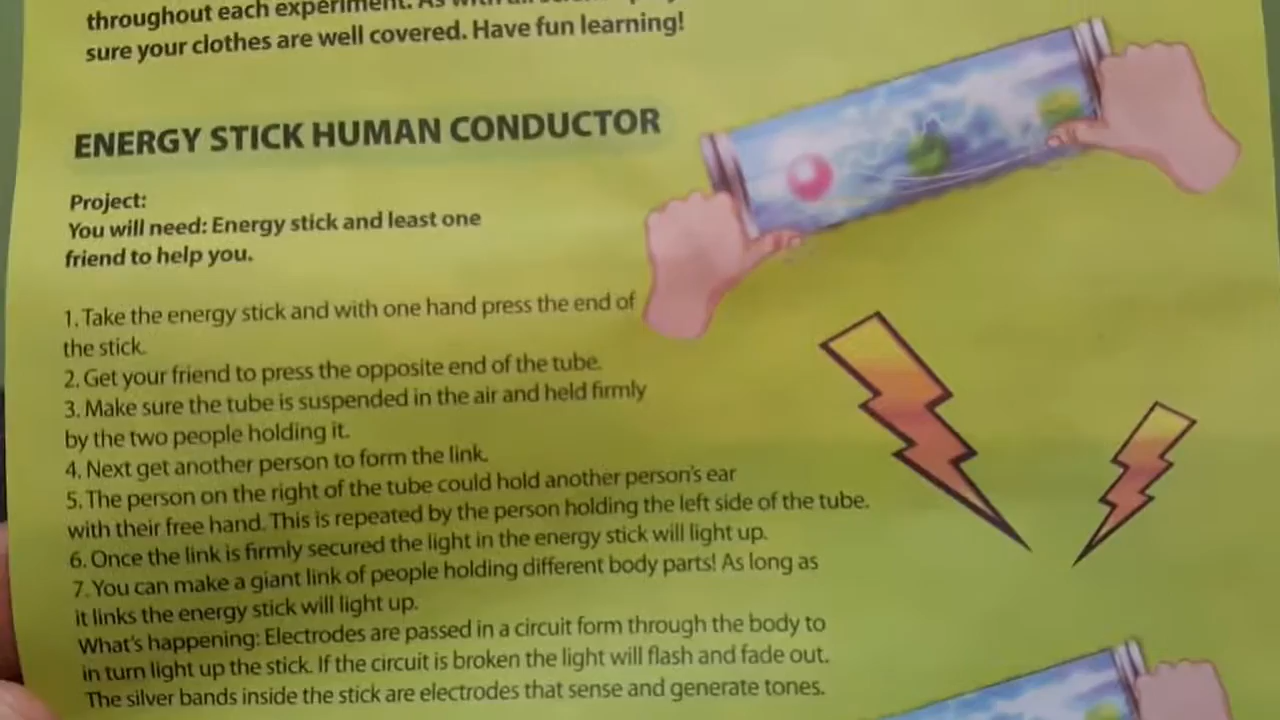 throughout each experiment. As with all
sure your clothes are well covered. Have fun learning!
ENERGY STICK HUMAN CONDUCTOR
Project:
You will need: Energy stick and least one
friend to help you.
1. Take the energy stick and with one hand press the end of
the stick.
2. Get your friend to press the opposite end of the tube.
3. Make sure the tube is suspended in the air and held firmly
by the two people holding it.
4. Next get another person to form the link.
5. The person on the right of the tube could hold another person's ear
with their free hand. This is repeated by the person holding the left side of the tube.
6. Once the link is firmly secured the light in the energy stick will light up.
7. You can make a giant link of people holding different body parts! As long as
it links the energy stick will light up.
What's happening: Electrodes are passed in a circuit form through the body to
in turn light up the stick. If the circuit is broken the light will flash and fade out.
The silver bands inside the stick are electrodes that sense and generate tones.